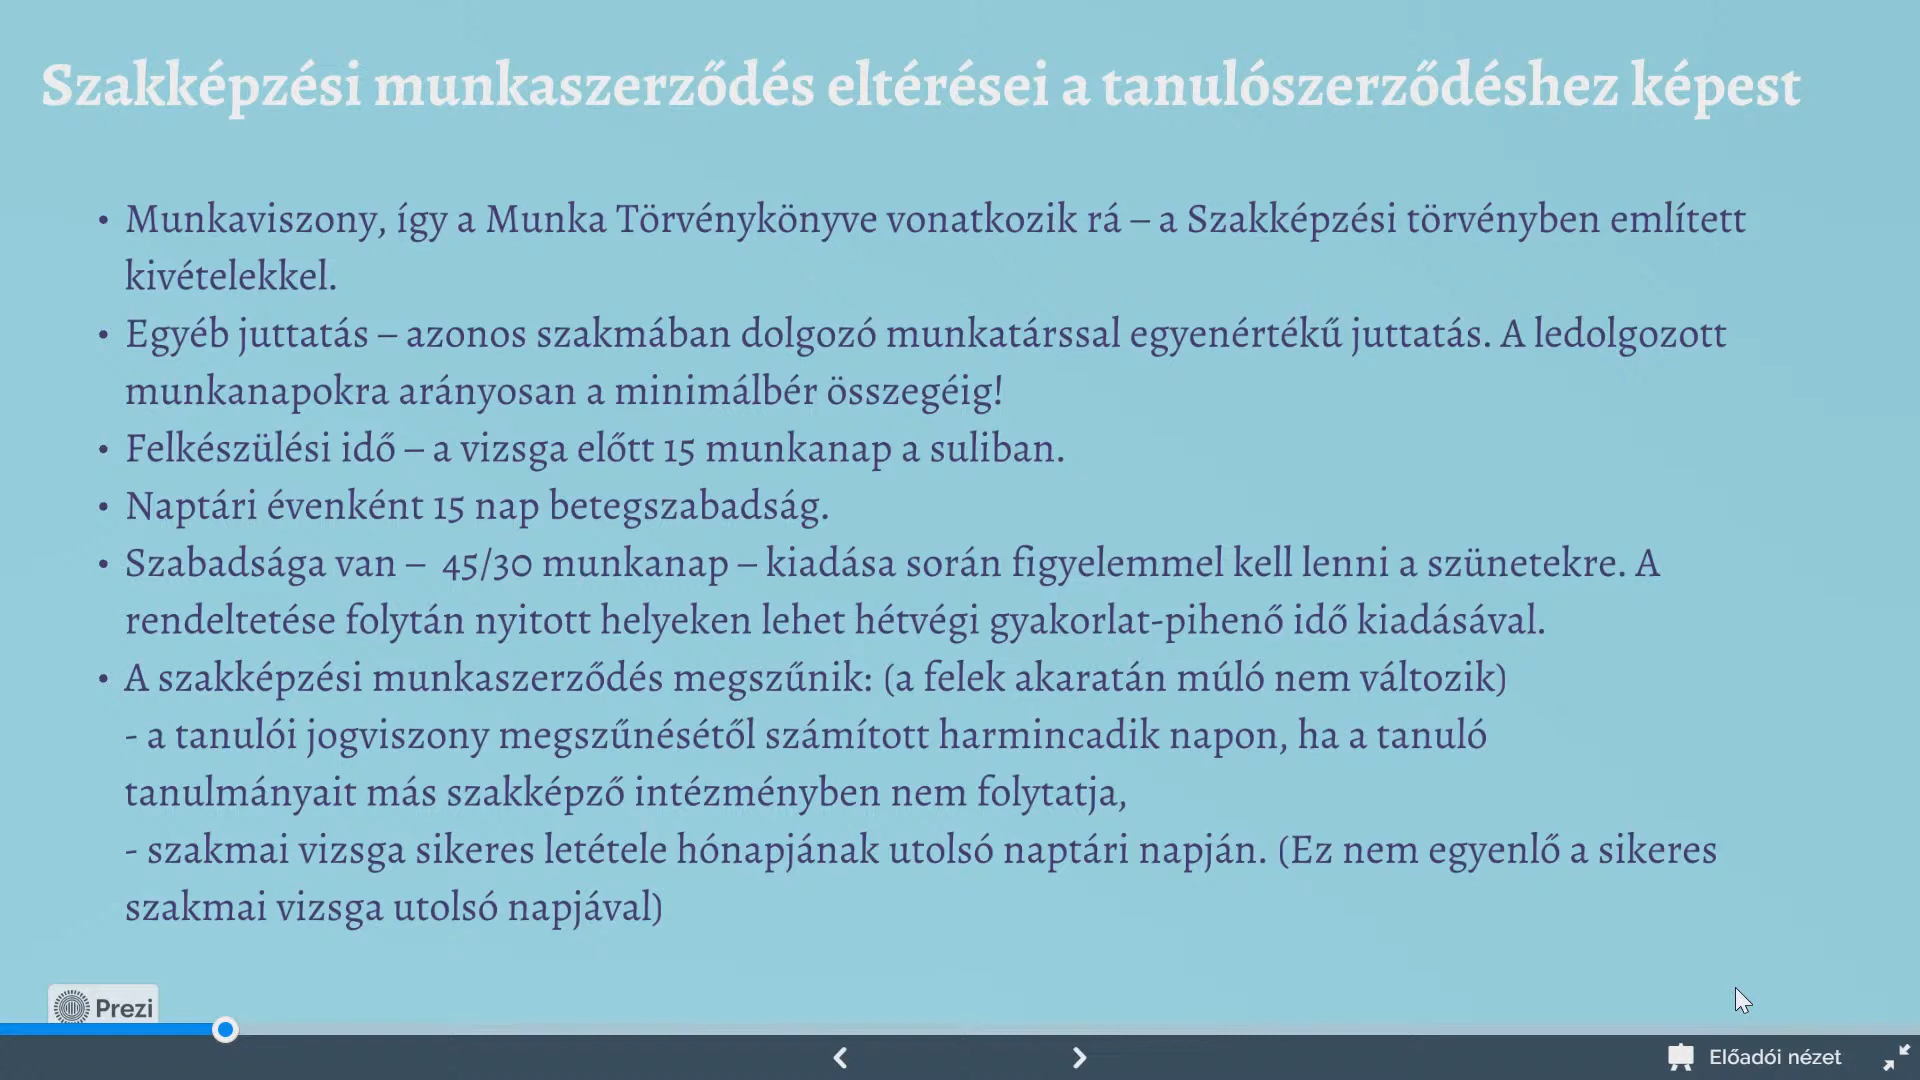 Szakképzési munkaszerződés eltérései a tanulószerződéshez képest
• Munkaviszony, így a Munka Törvénykönyve vonatkozik rá – a Szakképzési törvényben említett
kivételekkel.
• Egyéb juttatás – azonos szakmában dolgozó munkatárssal egyenértékű juttatás. A ledolgozott
munkanapokra arányosan a minimálbér összegéig!
• Felkészülési idő – a vizsga előtt 15 munkanap a suliban.
• Naptári évenként 15 nap betegszabadság.
• Szabadsága van – 45/30 munkanap – kiadása során figyelemmel kell lenni a szünetekre. A
rendeltetése folytán nyitott helyeken lehet hétvégi gyakorlat-pihenő idő kiadásával.
• A szakképzési munkaszerződés megszűnik: (a felek akaratán múló nem változik)
- a tanulói jogviszony megszűnésétől számított harmincadik napon, ha a tanuló
tanulmányait más szakképző intézményben nem folytatja,
- szakmai vizsga sikeres letétele hónapjának utolsó naptári napján. (Ez nem egyenlő a sikeres
szakmai vizsga utolsó napjával)
Prezi
Előadói nézet